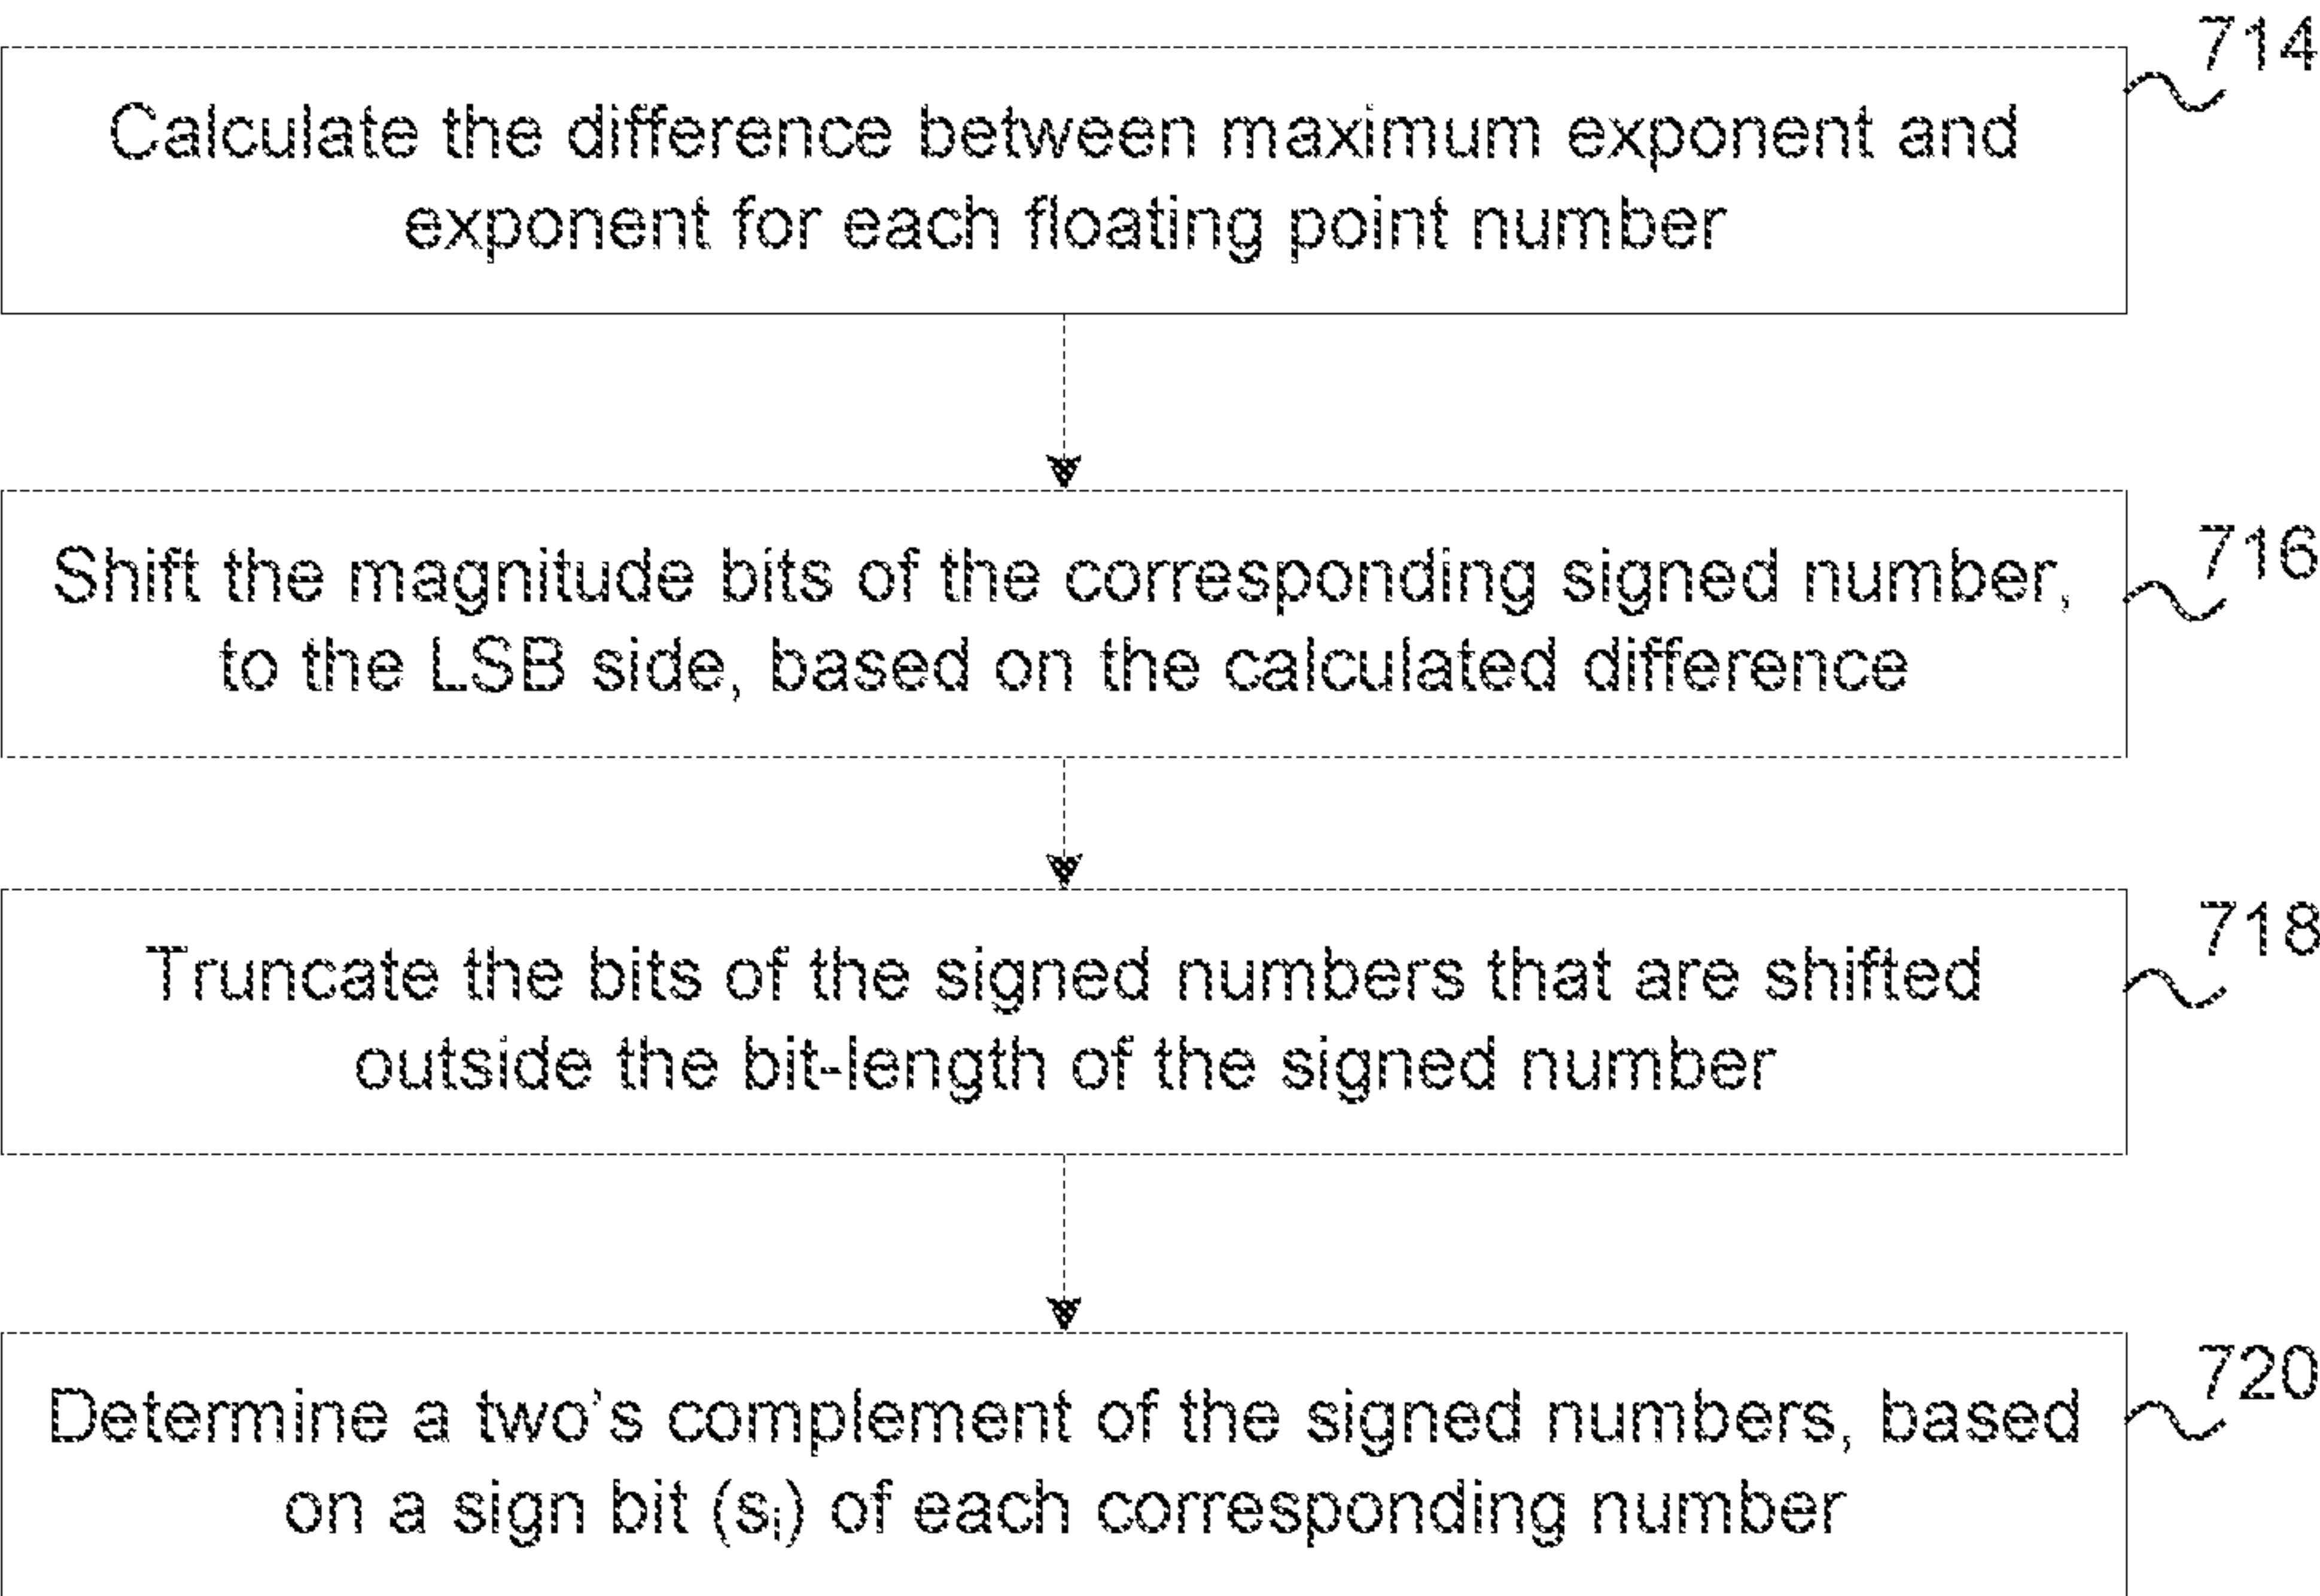 714
Calculate the difference between maximum exponent and
exponent for each floating point number
716
Shift the magnitude bits of the corresponding signed number,
to the LSB side, based on the calculated difference
718
Truncate the bits of the signed numbers that are shifted
outside the bit-length of the signed number
720
Determine a two's complement of the signed numbers, based
on a sign bit (sᵢ) of each corresponding number